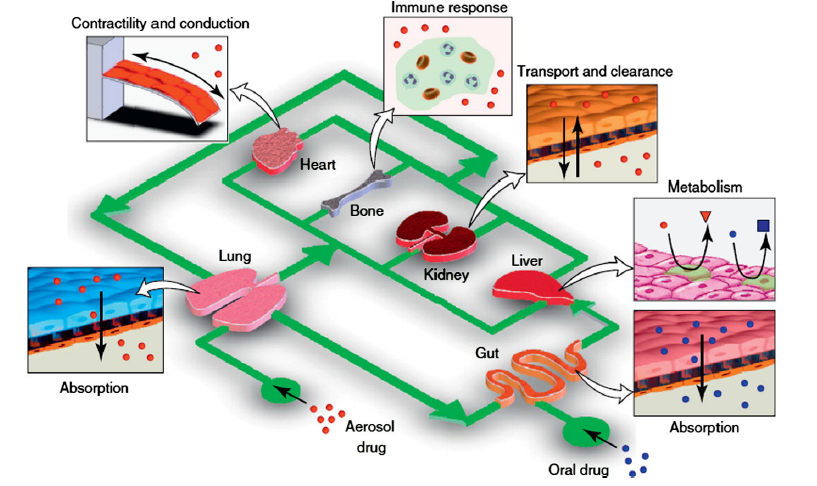 Immune response
Contractility and conduction
Transport and clearance
Heart
Metabolism
Bone
Lung
Liver
Kidney
Gut
Absorption
Aerosol
drug
Absorption
Oral drug